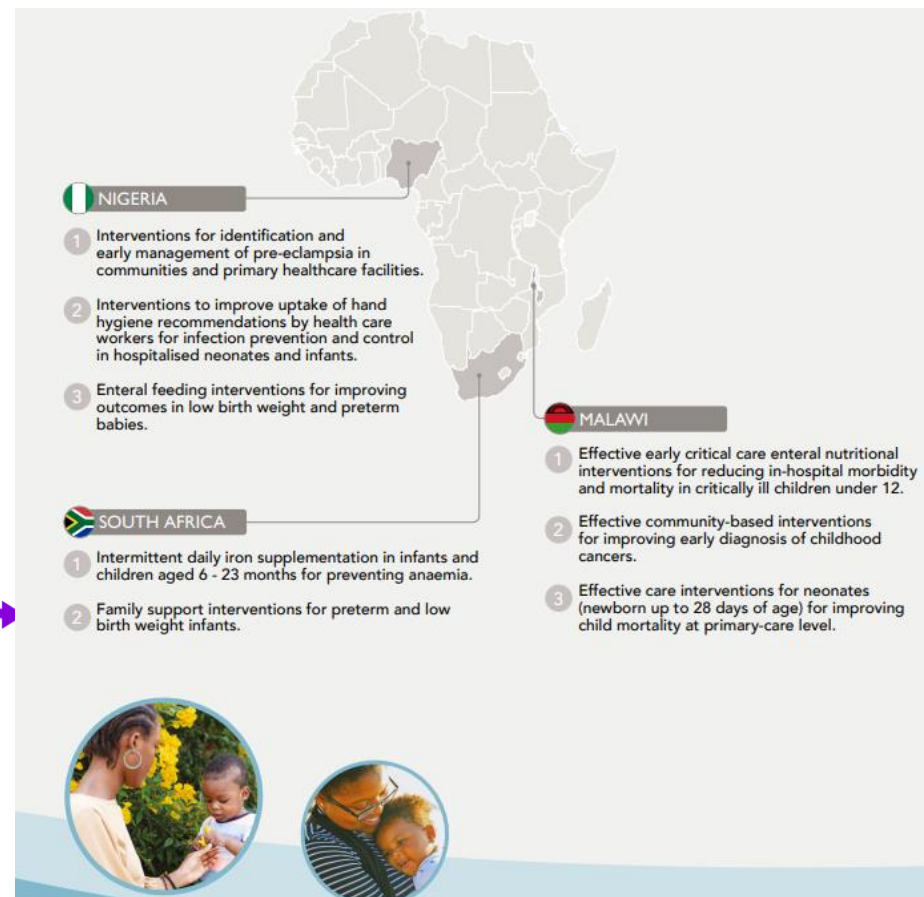 NIGERIA
1 Interventions for identification and
early management of pre-eclampsia in
communities and primary healthcare facilities.
2 Interventions to improve uptake of hand
hygiene recommendations by health care
workers for infection prevention and control
in hospitalised neonates and infants.
3 Enteral feeding interventions for improving
outcomes in low birth weight and preterm
babies.
SOUTH AFRICA
1 Intermittent daily iron supplementation in infants and
children aged 6 - 23 months for preventing anaemia.
2 Family support interventions for preterm and low
birth weight infants.
MALAWI
1 Effective early critical care enteral nutritional
interventions for reducing in-hospital morbidity
and mortality in critically ill children under 12.
2 Effective community-based interventions
for improving early diagnosis of childhood
cancers.
3 Effective care interventions for neonates
(newborn up to 28 days of age) for improving
child mortality at primary-care level.